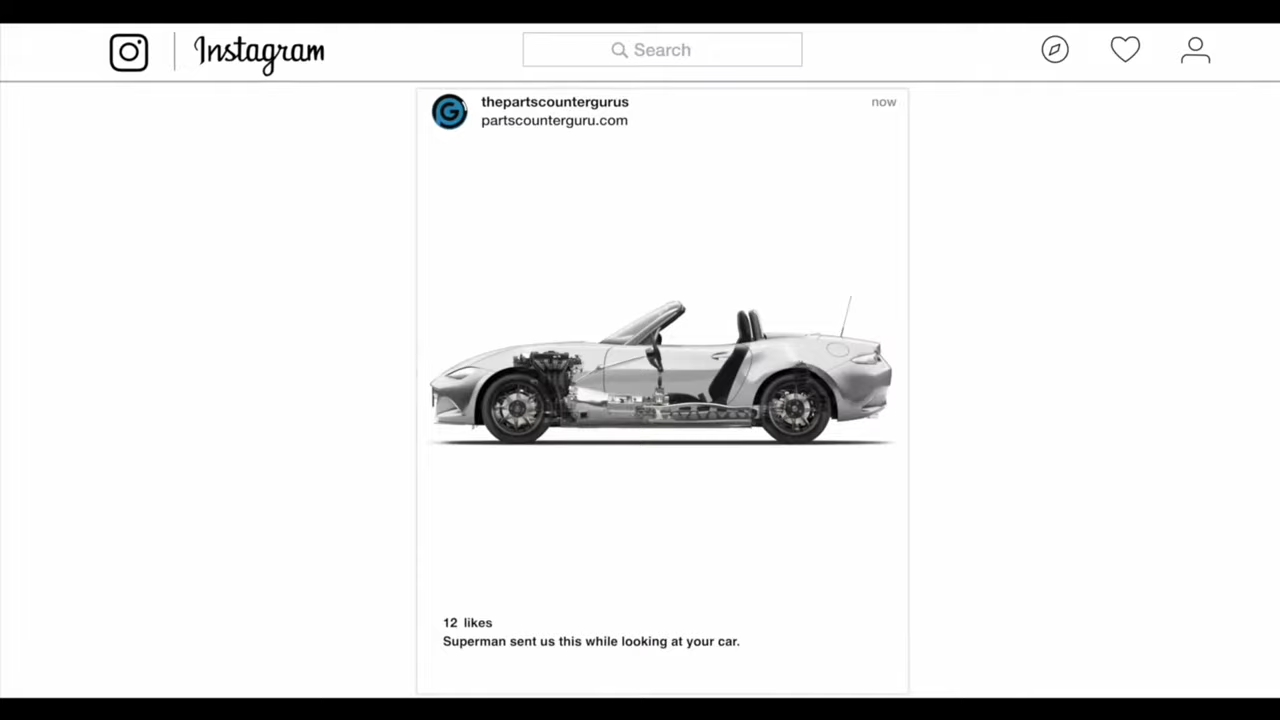 Instagram
Search
thepartscountergurus
now
partscounterguru.com
12 likes
Superman sent us this while looking at your car.